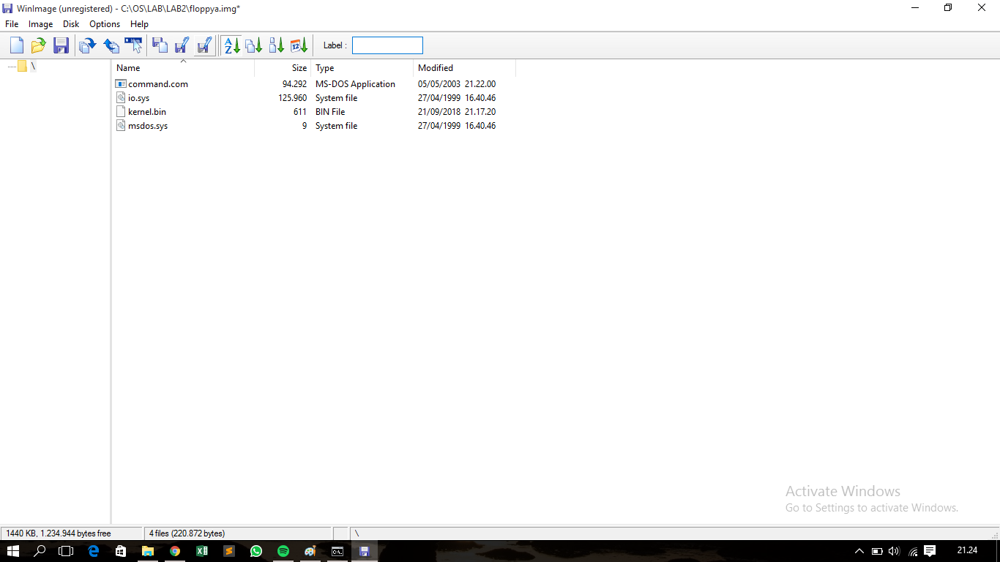 WinImage (unregistered) - C:\OS\LAB\LAB2\floppya.img*
File Image Disk Options Help
Label :
\
Name Size Type Modified
command.com 94.292 MS-DOS Application 05/05/2003 21.22.00
io.sys 125.960 System file 27/04/1999 16.40.46
kernel.bin 611 BIN File 21/09/2018 21.17.20
msdos.sys 9 System file 27/04/1999 16.40.46
Activate Windows
Go to Settings to activate Windows.
1440 KB, 1.234.944 bytes free 4 files (220.872 bytes) \
21.24